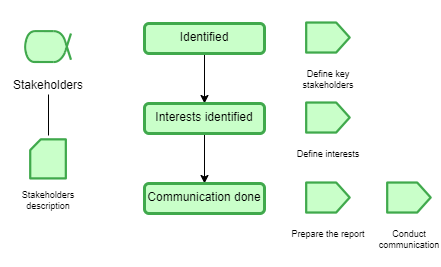 Identified
Define key
stakeholders
Stakeholders
Interests identified
Define interests
Stakeholders
description
Communication done
Prepare the report
Conduct
communication